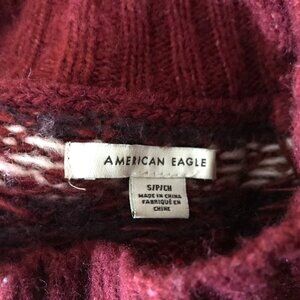 AMERICAN EAGLE
S/P/CH
MADE IN CHINA
FABRIQUÉ EN
CHINE